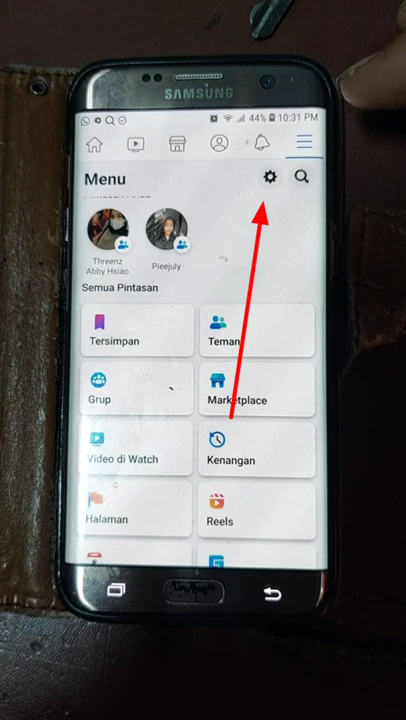 SAMSUNG
44% 10:31 PM
Menu
Threenz
Abby Hsiao
Pieejuly
Semua Pintasan
Tersimpan
Teman
Grup
Marketplace
Video di Watch
Kenangan
Halaman
Reels